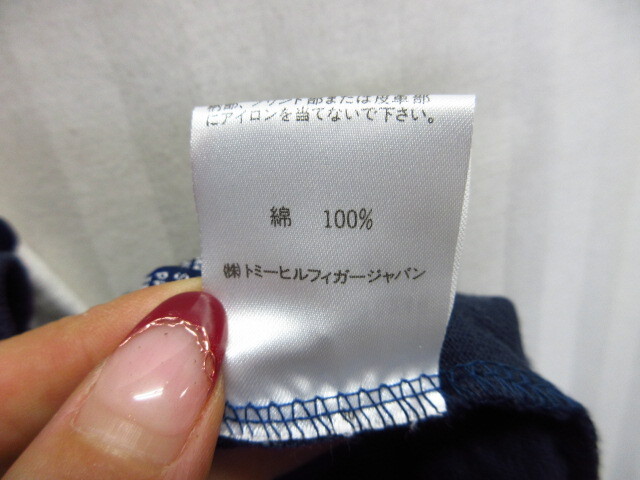 柄部、プリント部または皮革部
にアイロンを当てないで下さい。
綿 100%
㈱トミーヒルフィガージャパン